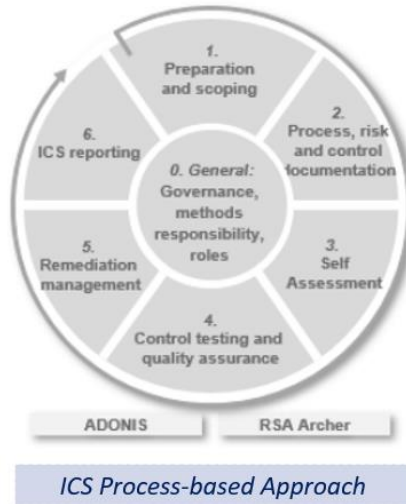 1.
Preparation
and scoping
2.
Process, risk
and control
documentation
3.
Self
Assessment
4.
Control testing and
quality assurance
5.
Remediation
management
6.
ICS reporting
0. General:
Governance,
methods
responsibility,
roles
ADONIS
RSA Archer
ICS Process-based Approach